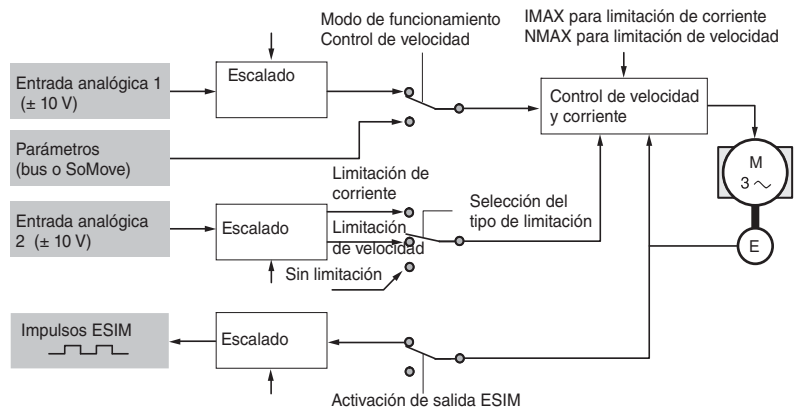 Modo de funcionamiento
Control de velocidad
IMAX para limitación de corriente
NMAX para limitación de velocidad
Entrada analógica 1
(± 10 V)
Escalado
Control de velocidad
y corriente
Parámetros
(bus o SoMove)
M
3 ~
Limitación de
corriente
Selección del
tipo de limitación
Entrada analógica
2 (± 10 V)
Escalado
Limitación
de velocidad
E
Sin limitación
Impulsos ESIM
Escalado
Activación de salida ESIM